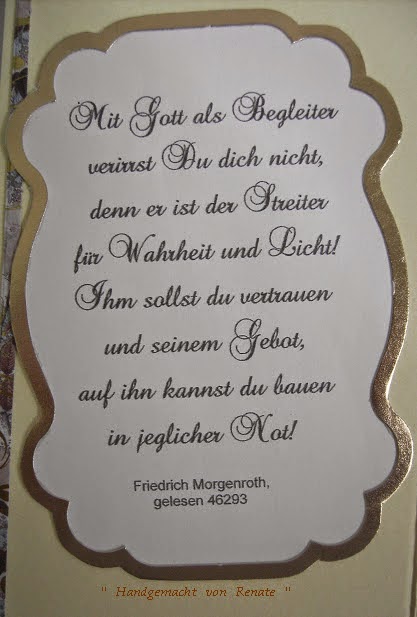 Mit Gott als Begleiter
verirrst Du dich nicht,
denn er ist der Streiter
für Wahrheit und Licht!
Ihm sollst du vertrauen
und seinem Gebot,
auf ihn kannst du bauen
in jeglicher Not!
Friedrich Morgenroth,
gelesen 46293
" Handgemacht von Renate "